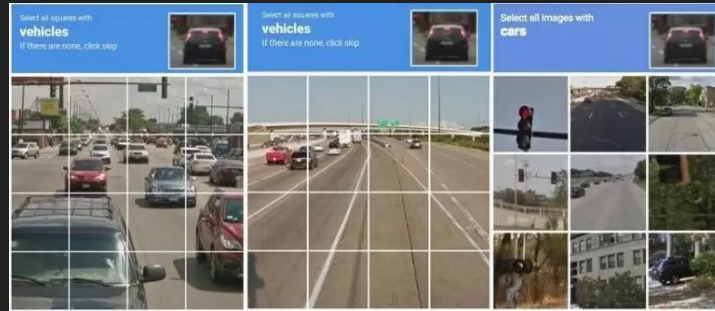 Select all squares with
vehicles
If there are none, click skip
Select all squares with
vehicles
If there are none, click skip
Select all images with
cars